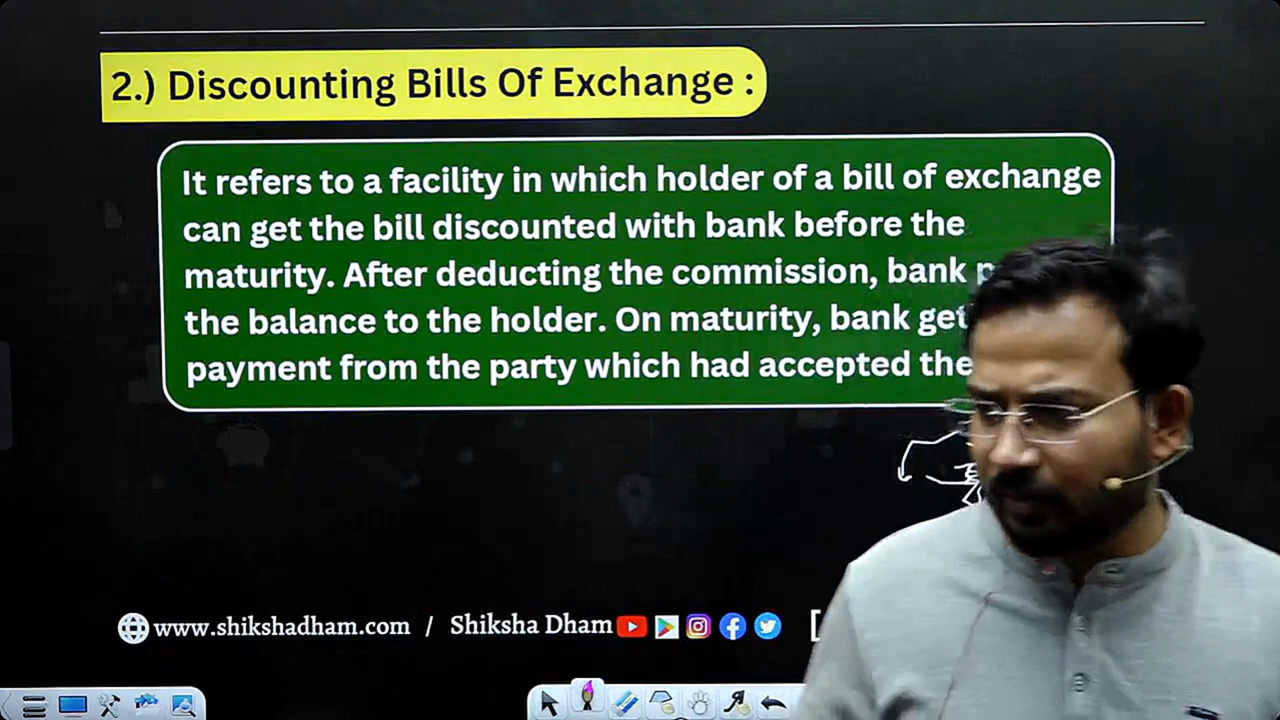 2.) Discounting Bills Of Exchange :
It refers to a facility in which holder of a bill of exchange
can get the bill discounted with bank before the
maturity. After deducting the commission, bank
the balance to the holder. On maturity, bank
payment from the party which had accepted the
www.shikshadham.com / Shiksha Dham